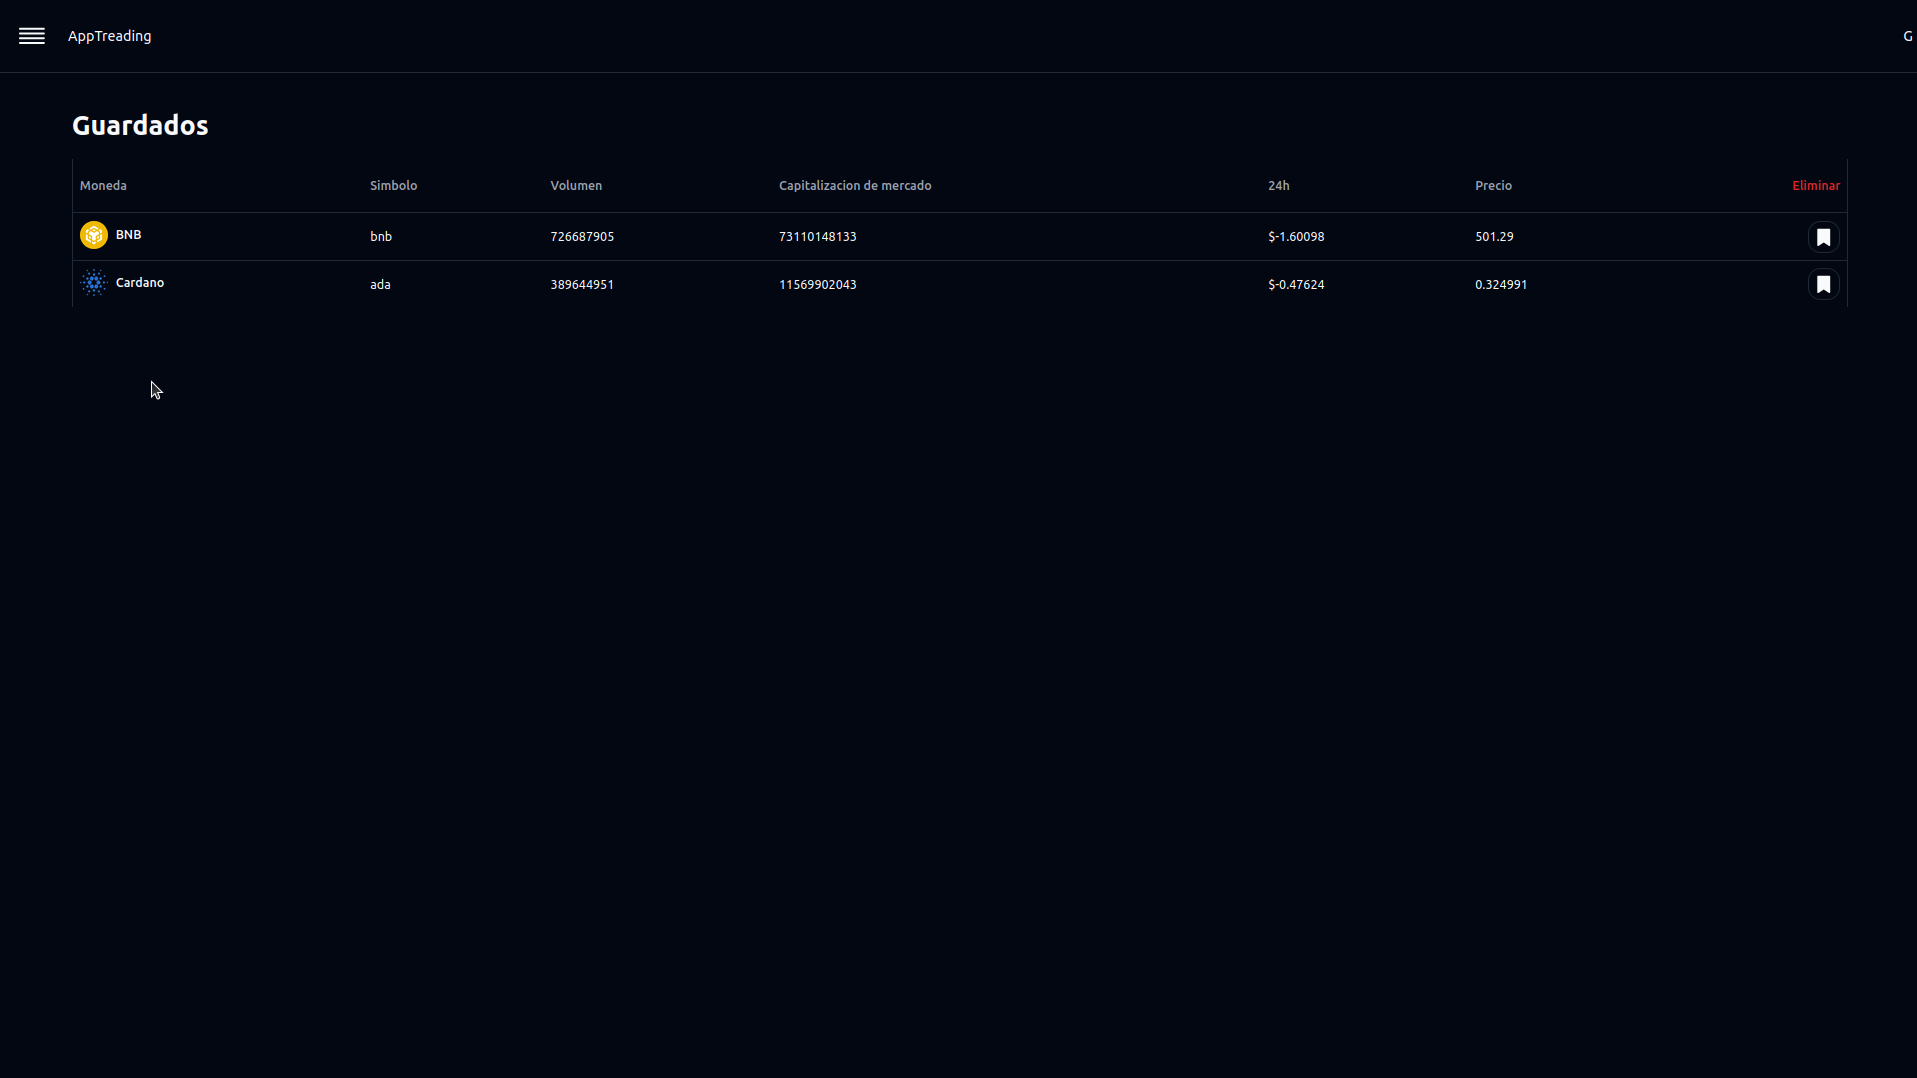 AppTreading G
Guardados
Moneda Simbolo Volumen Capitalizacion de mercado 24h Precio Eliminar
BNB bnb 726687905 73110148133 $-1.60098 501.29
Cardano ada 389644951 11569902043 $-0.47624 0.324991